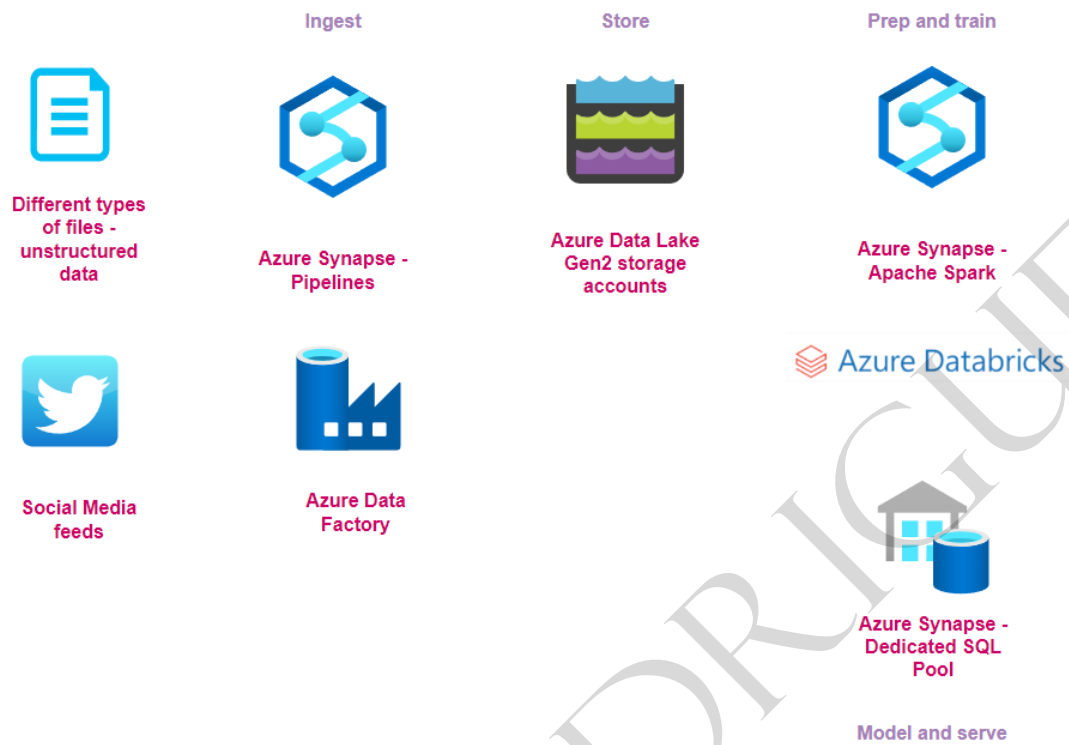 Ingest
Store
Prep and train
Different types
of files -
unstructured
data
Azure Synapse -
Pipelines
Azure Data Lake
Gen2 storage
accounts
Azure Synapse -
Apache Spark
Azure Databricks
Social Media
feeds
Azure Data
Factory
Azure Synapse -
Dedicated SQL
Pool
Model and serve